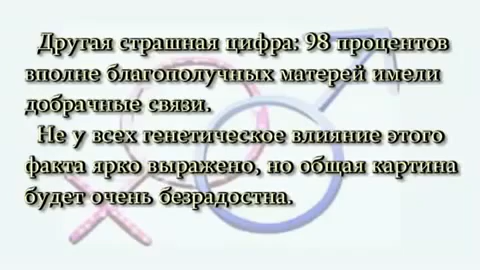 Другая страшная цифра: 98 процентов
вполне благополучных матерей имели
добрачные связи.
Не у всех генетическое влияние этого
факта ярко выражено, но общая картина
будет очень безрадостна.